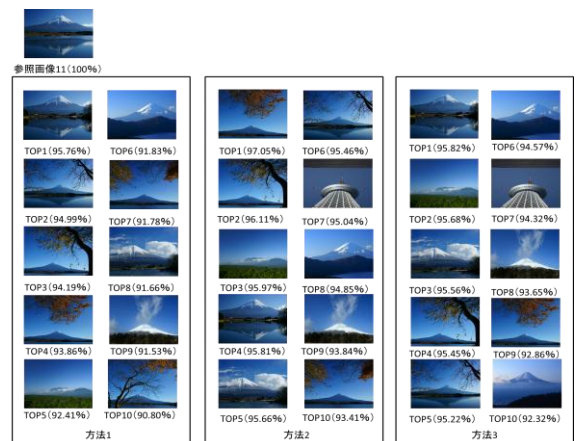 参照画像11(100%)
TOP1(95.76%)
TOP6(91.83%)
TOP2(94.99%)
TOP7(91.78%)
TOP3(94.19%)
TOP8(91.66%)
TOP4(93.86%)
TOP9(91.53%)
TOP5(92.41%)
TOP10(90.80%)
方法1
TOP1(97.05%)
TOP6(95.46%)
TOP2(96.11%)
TOP7(95.04%)
TOP3(95.97%)
TOP8(94.85%)
TOP4(95.81%)
TOP9(93.84%)
TOP5(95.66%)
TOP10(93.41%)
方法2
TOP1(95.82%)
TOP6(94.57%)
TOP2(95.68%)
TOP7(94.32%)
TOP3(95.56%)
TOP8(93.65%)
TOP4(95.45%)
TOP9(92.86%)
TOP5(95.22%)
TOP10(92.32%)
方法3